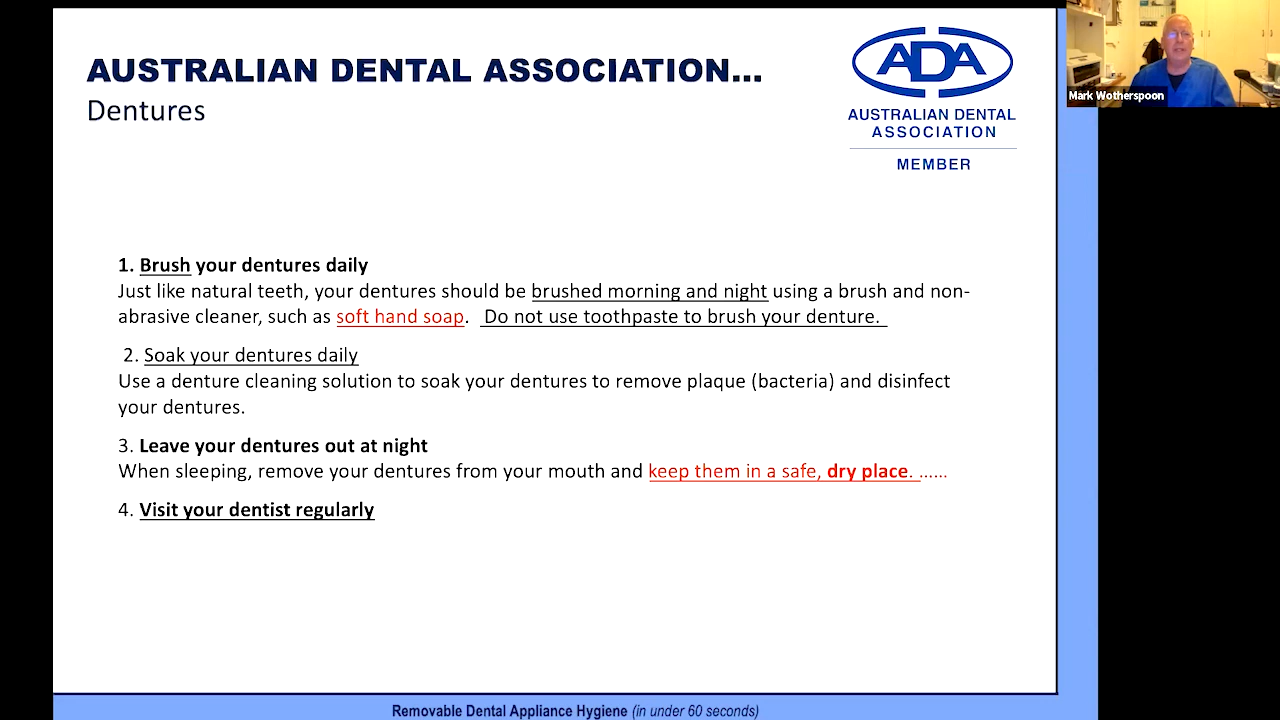 AUSTRALIAN DENTAL ASSOCIATION...
Dentures
ADA
AUSTRALIAN DENTAL
ASSOCIATION
MEMBER
Mark Wotherspoon
1. Brush your dentures daily
Just like natural teeth, your dentures should be brushed morning and night using a brush and non-
abrasive cleaner, such as soft hand soap. Do not use toothpaste to brush your denture.
2. Soak your dentures daily
Use a denture cleaning solution to soak your dentures to remove plaque (bacteria) and disinfect
your dentures.
3. Leave your dentures out at night
When sleeping, remove your dentures from your mouth and keep them in a safe, dry place. ......
4. Visit your dentist regularly
Removable Dental Appliance Hygiene (in under 60 seconds)